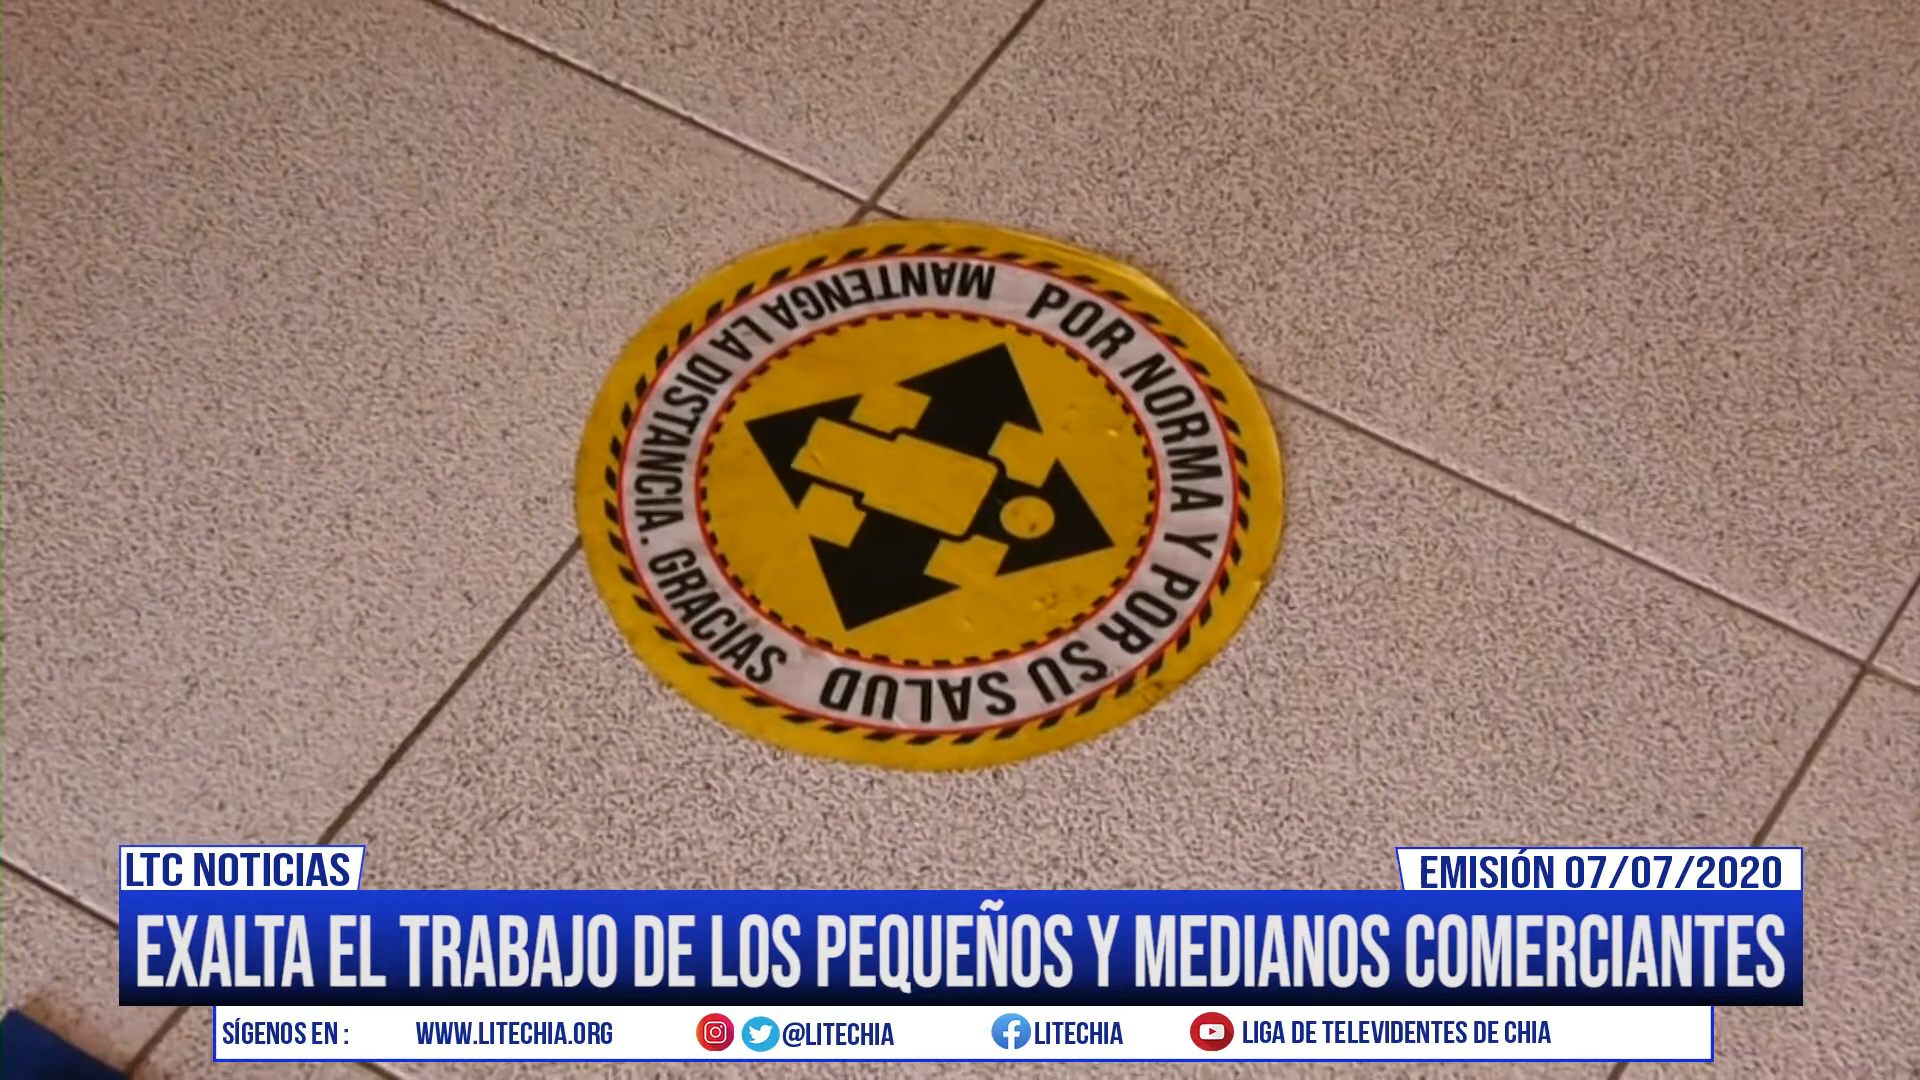 POR NORMA Y POR SU SALUD
MANTENGA LA DISTANCIA. GRACIAS
LTC NOTICIAS
EMISIÓN 07/07/2020
EXALTA EL TRABAJO DE LOS PEQUEÑOS Y MEDIANOS COMERCIANTES
SÍGENOS EN : WWW.LITECHIA.ORG @LITECHIA LITECHIA LIGA DE TELEVIDENTES DE CHIA